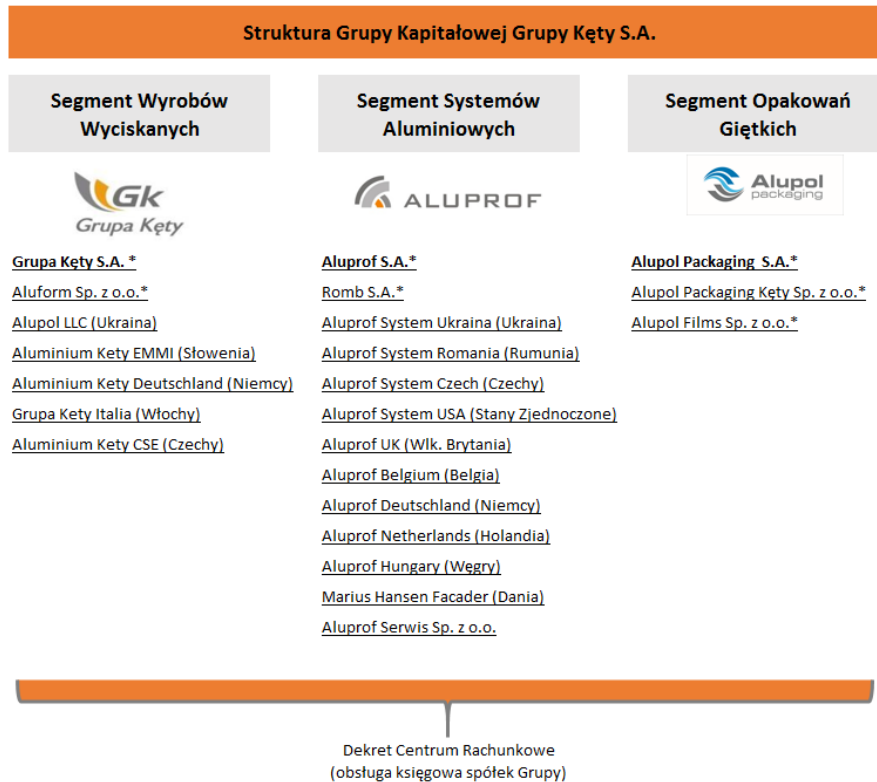 Struktura Grupy Kapitałowej Grupy Kęty S.A.
Segment Wyrobów
Wyciskanych
Gk
Grupa Kęty
Grupa Kęty S.A. *
Aluform Sp. z o.o.*
Alupol LLC (Ukraina)
Aluminium Kety EMMI (Słowenia)
Aluminium Kety Deutschland (Niemcy)
Grupa Kety Italia (Włochy)
Aluminium Kety CSE (Czechy)
Segment Systemów
Aluminiowych
ALUPROF
Aluprof S.A.*
Romb S.A.*
Aluprof System Ukraina (Ukraina)
Aluprof System Romania (Rumunia)
Aluprof System Czech (Czechy)
Aluprof System USA (Stany Zjednoczone)
Aluprof UK (Wlk. Brytania)
Aluprof Belgium (Belgia)
Aluprof Deutschland (Niemcy)
Aluprof Netherlands (Holandia)
Aluprof Hungary (Węgry)
Marius Hansen Facader (Dania)
Aluprof Serwis Sp. z o.o.
Segment Opakowań
Giętkich
Alupol
packaging
Alupol Packaging S.A.*
Alupol Packaging Kęty Sp. z o.o.*
Alupol Films Sp. z o.o.*
Dekret Centrum Rachunkowe
(obsługa księgowa spółek Grupy)